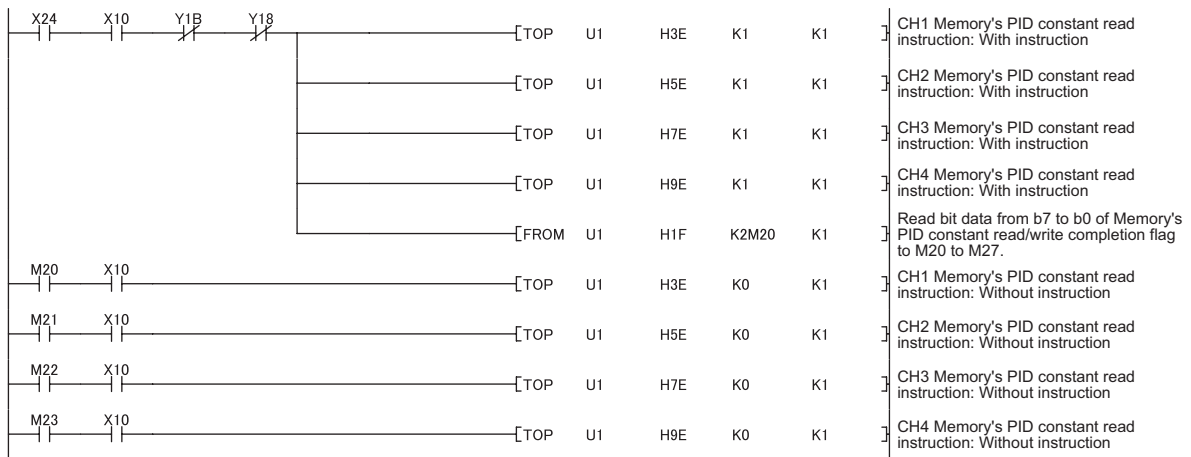 X24 X10 Y1B Y18
[TOP U1 H3E K1 K1 ]
CH1 Memory's PID constant read
instruction: With instruction
[TOP U1 H5E K1 K1 ]
CH2 Memory's PID constant read
instruction: With instruction
[TOP U1 H7E K1 K1 ]
CH3 Memory's PID constant read
instruction: With instruction
[TOP U1 H9E K1 K1 ]
CH4 Memory's PID constant read
instruction: With instruction
[FROM U1 H1F K2M20 K1 ]
Read bit data from b7 to b0 of Memory's
PID constant read/write completion flag
to M20 to M27.
M20 X10
[TOP U1 H3E K0 K1 ]
CH1 Memory's PID constant read
instruction: Without instruction
M21 X10
[TOP U1 H5E K0 K1 ]
CH2 Memory's PID constant read
instruction: Without instruction
M22 X10
[TOP U1 H7E K0 K1 ]
CH3 Memory's PID constant read
instruction: Without instruction
M23 X10
[TOP U1 H9E K0 K1 ]
CH4 Memory's PID constant read
instruction: Without instruction